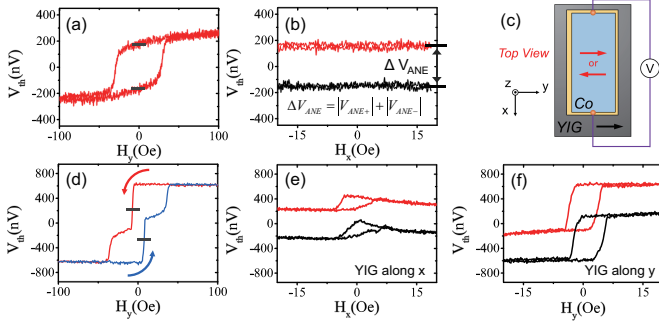 (a)
V_th(nV)
400
200
0
-200
-400
-100 -50 0 50 100
H_y(Oe)
(b)
V_th(nV)
400
200
0
-200
-400
Δ V_ANE
ΔV_ANE = |V_ANE+| + |V_ANE-|
-15 0 15
H_x(Oe)
(c)
Top View
or
z
y
x
Co
YIG
V
(d)
V_th(nV)
800
400
0
-400
-800
-100 -50 0 50 100
H_y(Oe)
(e)
V_th(nV)
800
400
0
-400
-800
YIG along x
-15 0 15
H_x(Oe)
(f)
V_th(nV)
800
400
0
-400
-800
YIG along y
-15 0 15
H_y(Oe)